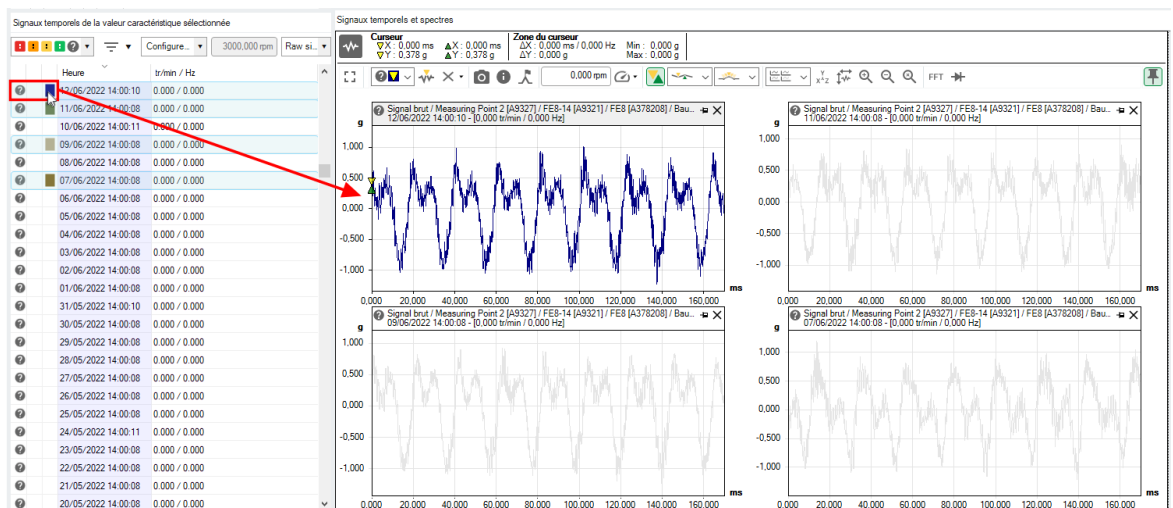 Signaux temporels de la valeur caractéristique sélectionnée
Configure...
3000,000 rpm
Raw si...
Heure tr/min / Hz
12/06/2022 14:00:10 0.000 / 0.000
11/06/2022 14:00:08 0.000 / 0.000
10/06/2022 14:00:11 0.000 / 0.000
09/06/2022 14:00:08 0.000 / 0.000
08/06/2022 14:00:08 0.000 / 0.000
07/06/2022 14:00:08 0.000 / 0.000
06/06/2022 14:00:08 0.000 / 0.000
05/06/2022 14:00:08 0.000 / 0.000
04/06/2022 14:00:08 0.000 / 0.000
03/06/2022 14:00:08 0.000 / 0.000
02/06/2022 14:00:08 0.000 / 0.000
01/06/2022 14:00:08 0.000 / 0.000
31/05/2022 14:00:10 0.000 / 0.000
30/05/2022 14:00:08 0.000 / 0.000
29/05/2022 14:00:08 0.000 / 0.000
28/05/2022 14:00:08 0.000 / 0.000
27/05/2022 14:00:08 0.000 / 0.000
26/05/2022 14:00:08 0.000 / 0.000
25/05/2022 14:00:08 0.000 / 0.000
24/05/2022 14:00:11 0.000 / 0.000
23/05/2022 14:00:08 0.000 / 0.000
22/05/2022 14:00:08 0.000 / 0.000
21/05/2022 14:00:08 0.000 / 0.000
20/05/2022 14:00:08 0.000 / 0.000
Signaux temporels et spectres
Curseur Zone du curseur
X : 0,000 ms X : 0,000 ms ΔX : 0,000 ms / 0,000 Hz Min : 0,000 g
Y : 0,378 g Y : 0,378 g ΔY : 0,000 g Max : 0,000 g
0,000 rpm
FFT
Signal brut / Measuring Point 2 [A9327] / FE8-14 [A9321] / FE8 [A378208] / Bau...
12/06/2022 14:00:10 - [0,000 tr/min / 0,000 Hz]
g
1,000
0,500
0,000
-0,500
-1,000
ms
0,000 20,000 40,000 60,000 80,000 100,000 120,000 140,000 160,000
Signal brut / Measuring Point 2 [A9327] / FE8-14 [A9321] / FE8 [A378208] / Bau...
11/06/2022 14:00:08 - [0,000 tr/min / 0,000 Hz]
g
1,000
0,500
0,000
-0,500
-1,000
ms
0,000 20,000 40,000 60,000 80,000 100,000 120,000 140,000 160,000
Signal brut / Measuring Point 2 [A9327] / FE8-14 [A9321] / FE8 [A378208] / Bau...
09/06/2022 14:00:08 - [0,000 tr/min / 0,000 Hz]
g
1,000
0,500
0,000
-0,500
-1,000
ms
0,000 20,000 40,000 60,000 80,000 100,000 120,000 140,000 160,000
Signal brut / Measuring Point 2 [A9327] / FE8-14 [A9321] / FE8 [A378208] / Bau...
07/06/2022 14:00:08 - [0,000 tr/min / 0,000 Hz]
g
1,000
0,500
0,000
-0,500
-1,000
ms
0,000 20,000 40,000 60,000 80,000 100,000 120,000 140,000 160,000